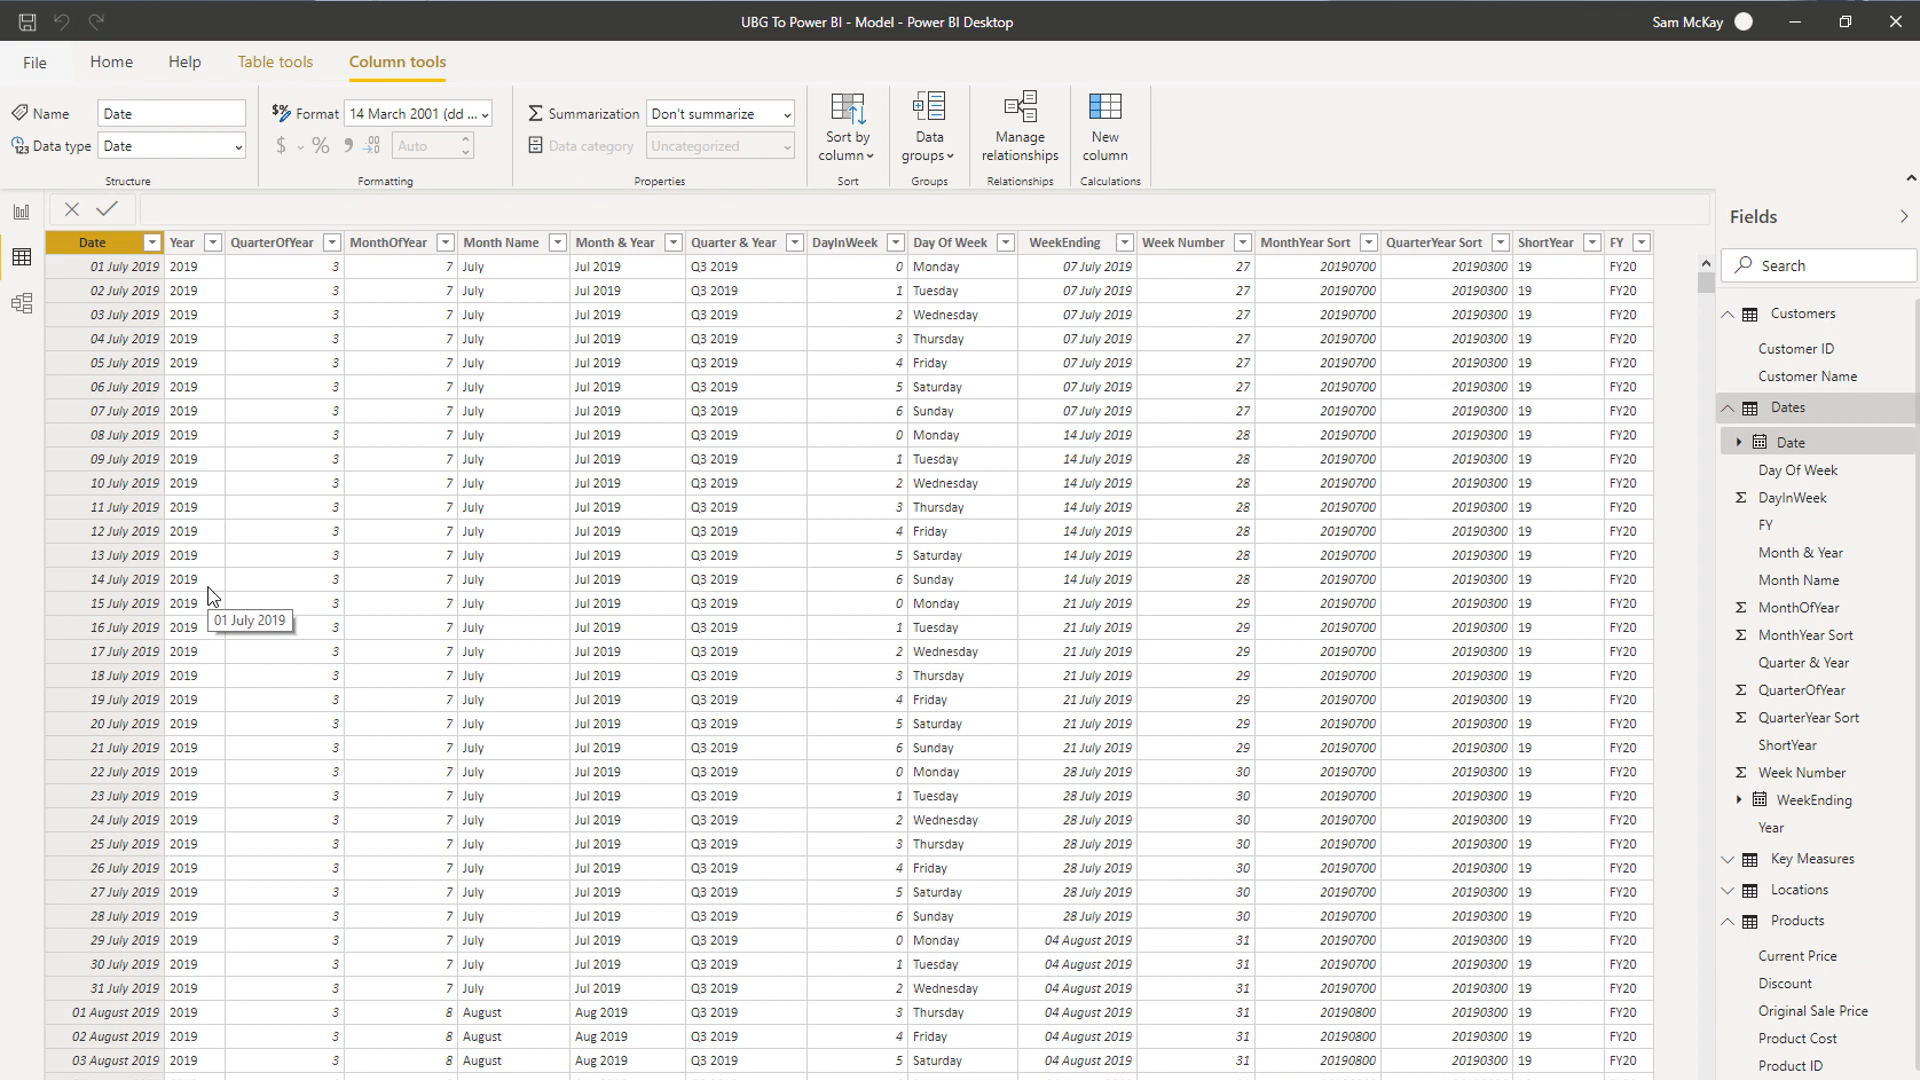 UBG To Power BI - Model - Power BI Desktop
Sam McKay
File Home Help Table tools Column tools
Name Date
Data type Date
Structure
$% Format 14 March 2001 (dd ...
$ % 9 .00 Auto
Formatting
Summarization Don't summarize
Data category Uncategorized
Properties
Sort by column
Sort
Data groups
Groups
Manage relationships
Relationships
New column
Calculations
Date Year QuarterOfYear MonthOfYear Month Name Month & Year Quarter & Year DayInWeek Day Of Week WeekEnding Week Number MonthYear Sort QuarterYear Sort ShortYear FY
01 July 2019 2019 3 7 July Jul 2019 Q3 2019 0 Monday 07 July 2019 27 20190700 20190300 19 FY20
02 July 2019 2019 3 7 July Jul 2019 Q3 2019 1 Tuesday 07 July 2019 27 20190700 20190300 19 FY20
03 July 2019 2019 3 7 July Jul 2019 Q3 2019 2 Wednesday 07 July 2019 27 20190700 20190300 19 FY20
04 July 2019 2019 3 7 July Jul 2019 Q3 2019 3 Thursday 07 July 2019 27 20190700 20190300 19 FY20
05 July 2019 2019 3 7 July Jul 2019 Q3 2019 4 Friday 07 July 2019 27 20190700 20190300 19 FY20
06 July 2019 2019 3 7 July Jul 2019 Q3 2019 5 Saturday 07 July 2019 27 20190700 20190300 19 FY20
07 July 2019 2019 3 7 July Jul 2019 Q3 2019 6 Sunday 07 July 2019 27 20190700 20190300 19 FY20
08 July 2019 2019 3 7 July Jul 2019 Q3 2019 0 Monday 14 July 2019 28 20190700 20190300 19 FY20
09 July 2019 2019 3 7 July Jul 2019 Q3 2019 1 Tuesday 14 July 2019 28 20190700 20190300 19 FY20
10 July 2019 2019 3 7 July Jul 2019 Q3 2019 2 Wednesday 14 July 2019 28 20190700 20190300 19 FY20
11 July 2019 2019 3 7 July Jul 2019 Q3 2019 3 Thursday 14 July 2019 28 20190700 20190300 19 FY20
12 July 2019 2019 3 7 July Jul 2019 Q3 2019 4 Friday 14 July 2019 28 20190700 20190300 19 FY20
13 July 2019 2019 3 7 July Jul 2019 Q3 2019 5 Saturday 14 July 2019 28 20190700 20190300 19 FY20
14 July 2019 2019 3 7 July Jul 2019 Q3 2019 6 Sunday 14 July 2019 28 20190700 20190300 19 FY20
15 July 2019 2019 3 7 July Jul 2019 Q3 2019 0 Monday 21 July 2019 29 20190700 20190300 19 FY20
01 July 2019
16 July 2019 2019 3 7 July Jul 2019 Q3 2019 1 Tuesday 21 July 2019 29 20190700 20190300 19 FY20
17 July 2019 2019 3 7 July Jul 2019 Q3 2019 2 Wednesday 21 July 2019 29 20190700 20190300 19 FY20
18 July 2019 2019 3 7 July Jul 2019 Q3 2019 3 Thursday 21 July 2019 29 20190700 20190300 19 FY20
19 July 2019 2019 3 7 July Jul 2019 Q3 2019 4 Friday 21 July 2019 29 20190700 20190300 19 FY20
20 July 2019 2019 3 7 July Jul 2019 Q3 2019 5 Saturday 21 July 2019 29 20190700 20190300 19 FY20
21 July 2019 2019 3 7 July Jul 2019 Q3 2019 6 Sunday 21 July 2019 29 20190700 20190300 19 FY20
22 July 2019 2019 3 7 July Jul 2019 Q3 2019 0 Monday 28 July 2019 30 20190700 20190300 19 FY20
23 July 2019 2019 3 7 July Jul 2019 Q3 2019 1 Tuesday 28 July 2019 30 20190700 20190300 19 FY20
24 July 2019 2019 3 7 July Jul 2019 Q3 2019 2 Wednesday 28 July 2019 30 20190700 20190300 19 FY20
25 July 2019 2019 3 7 July Jul 2019 Q3 2019 3 Thursday 28 July 2019 30 20190700 20190300 19 FY20
26 July 2019 2019 3 7 July Jul 2019 Q3 2019 4 Friday 28 July 2019 30 20190700 20190300 19 FY20
27 July 2019 2019 3 7 July Jul 2019 Q3 2019 5 Saturday 28 July 2019 30 20190700 20190300 19 FY20
28 July 2019 2019 3 7 July Jul 2019 Q3 2019 6 Sunday 28 July 2019 30 20190700 20190300 19 FY20
29 July 2019 2019 3 7 July Jul 2019 Q3 2019 0 Monday 04 August 2019 31 20190700 20190300 19 FY20
30 July 2019 2019 3 7 July Jul 2019 Q3 2019 1 Tuesday 04 August 2019 31 20190700 20190300 19 FY20
31 July 2019 2019 3 7 July Jul 2019 Q3 2019 2 Wednesday 04 August 2019 31 20190700 20190300 19 FY20
01 August 2019 2019 3 8 August Aug 2019 Q3 2019 3 Thursday 04 August 2019 31 20190800 20190300 19 FY20
02 August 2019 2019 3 8 August Aug 2019 Q3 2019 4 Friday 04 August 2019 31 20190800 20190300 19 FY20
03 August 2019 2019 3 8 August Aug 2019 Q3 2019 5 Saturday 04 August 2019 31 20190800 20190300 19 FY20
Fields
Search
Customers
Customer ID
Customer Name
Dates
Date
Day Of Week
Σ DayInWeek
FY
Month & Year
Month Name
Σ MonthOfYear
Σ MonthYear Sort
Quarter & Year
Σ QuarterOfYear
Σ QuarterYear Sort
ShortYear
Σ Week Number
WeekEnding
Year
Key Measures
Locations
Products
Current Price
Discount
Original Sale Price
Product Cost
Product ID